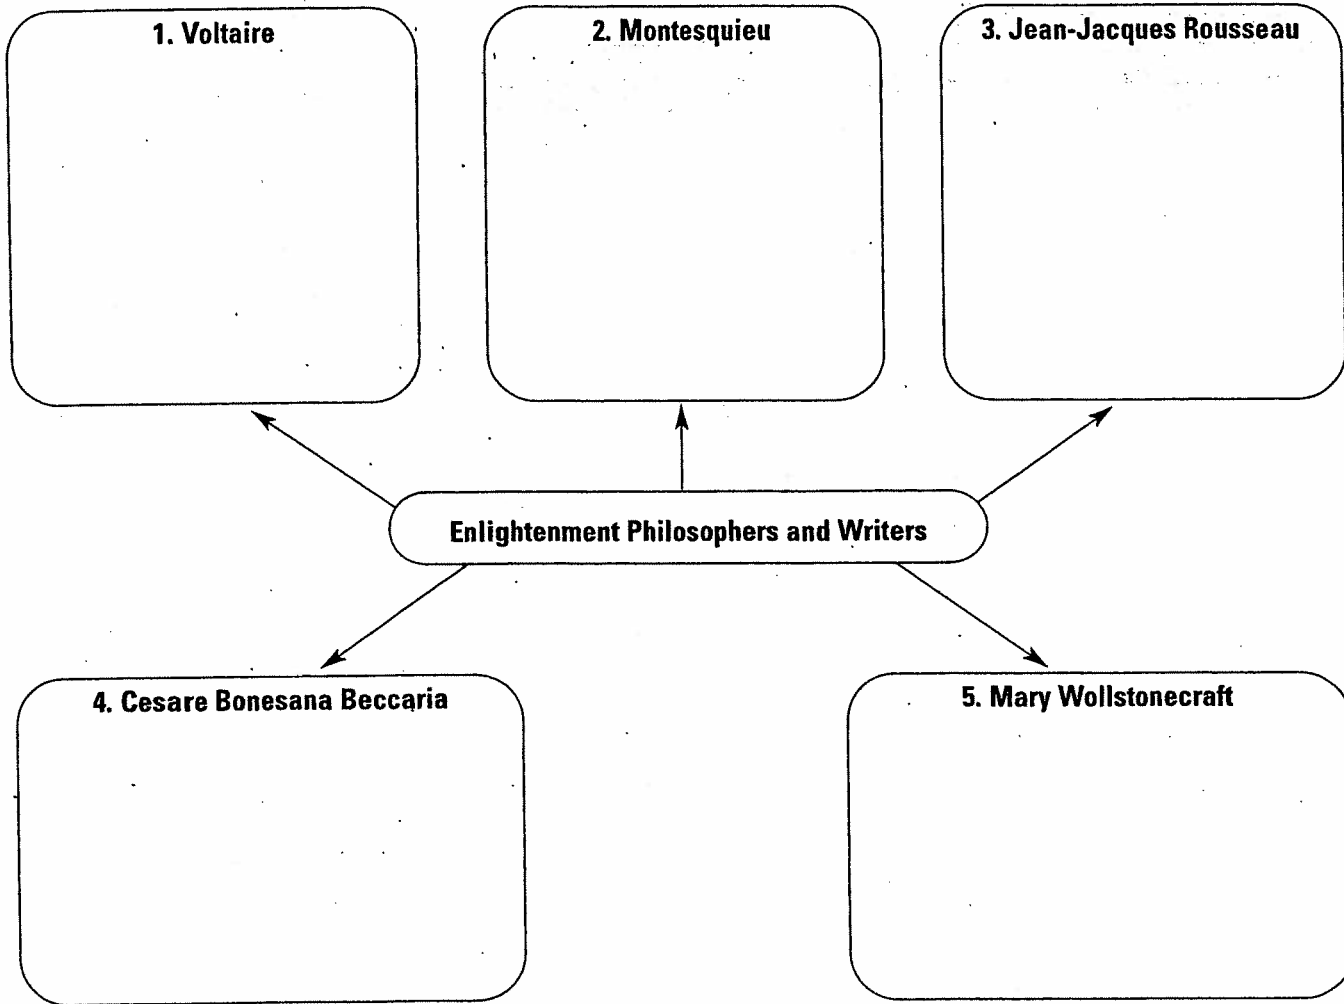 1. Voltaire
2. Montesquieu
3. Jean-Jacques Rousseau
Enlightenment Philosophers and Writers
4. Cesare Bonesana Beccaria
5. Mary Wollstonecraft